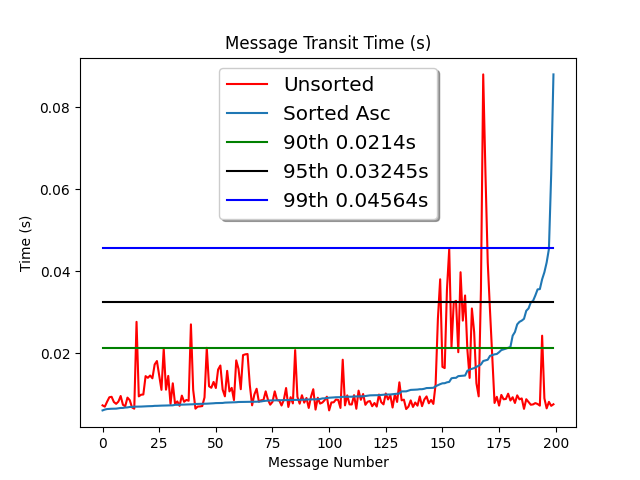 Message Transit Time (s)
Unsorted
Sorted Asc
90th 0.0214s
95th 0.03245s
99th 0.04564s
0.08
0.06
0.04
0.02
Time (s)
0 25 50 75 100 125 150 175 200
Message Number